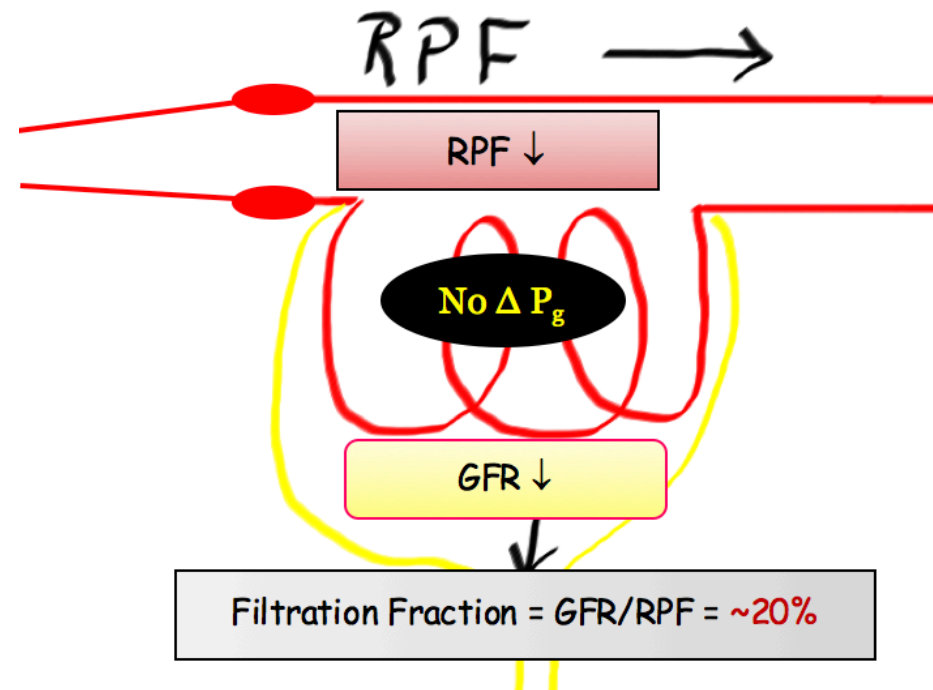 RPF →
RPF ↓
No Δ Pg
GFR ↓
Filtration Fraction = GFR/RPF = ~20%